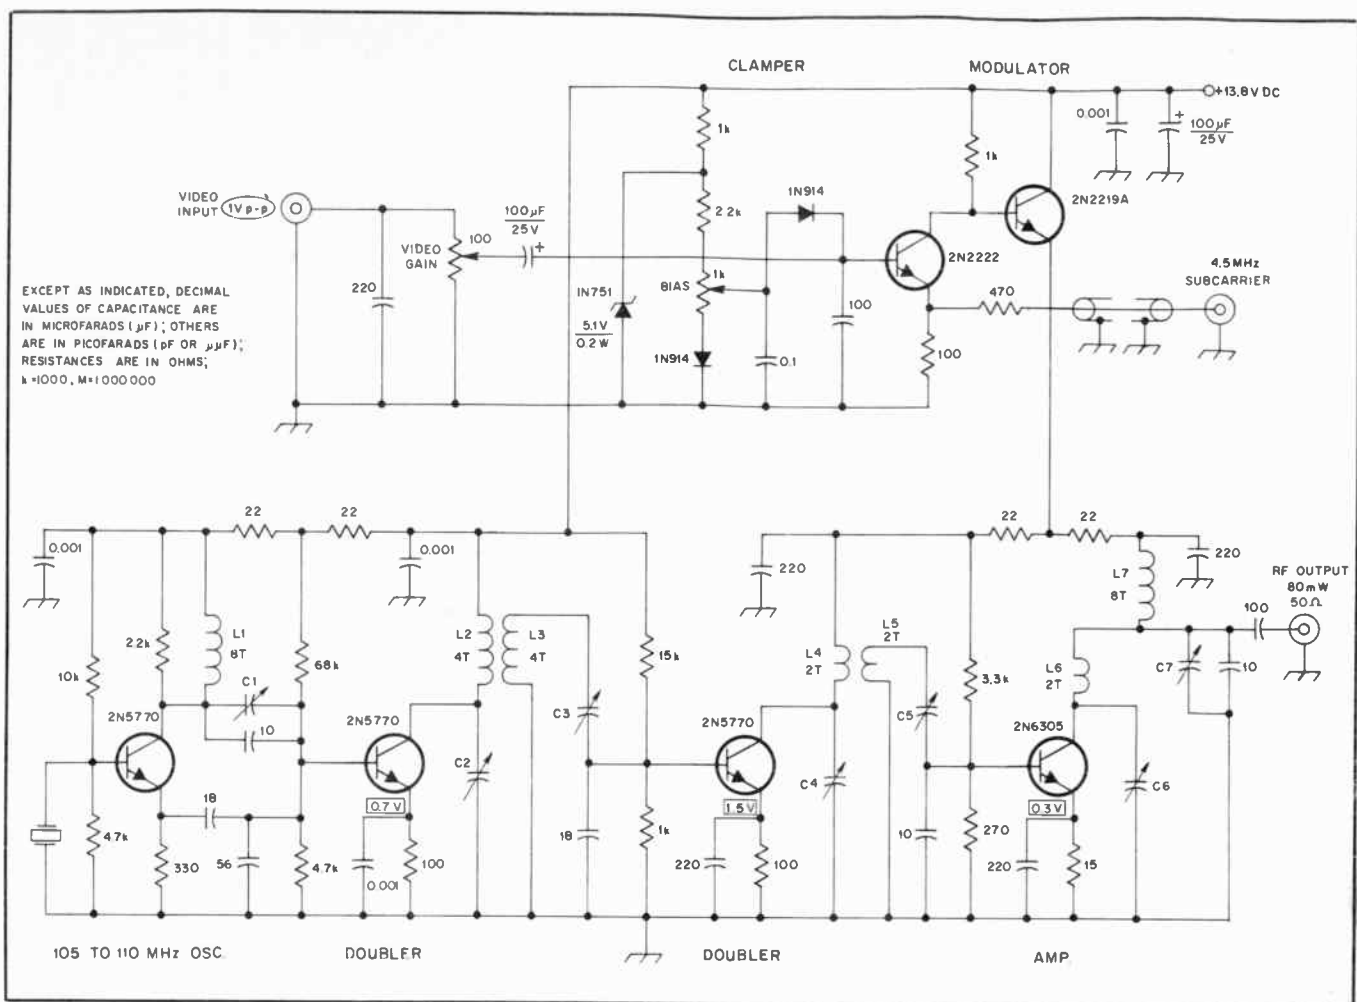 CLAMPER
MODULATOR
+13.8V DC
0.001
100µF
25V
1k
1k
1N914
2N2219A
VIDEO
INPUT
1V p-p
100µF
25V
2.2k
VIDEO
GAIN
100
2N2222
4.5MHz
SUBCARRIER
1k
BIAS
470
220
1N751
5.1V
0.2W
100
1N914
0.1
100
EXCEPT AS INDICATED, DECIMAL
VALUES OF CAPACITANCE ARE
IN MICROFARADS (µF); OTHERS
ARE IN PICOFARADS (pF OR µµF);
RESISTANCES ARE IN OHMS;
k=1000, M=1000000
22
22
22
22
0.001
0.001
220
220
L7
8T
RF OUTPUT
80mW
50Ω
100
2.2k
L1
8T
68k
L2
4T
L3
4T
15k
L4
2T
L5
2T
3.3k
L6
2T
C7
10
10k
C1
C3
C5
2N5770
10
2N5770
2N5770
2N6305
C2
C4
C6
0.7V
1.5V
0.3V
18
18
10
4.7k
330
56
4.7k
0.001
100
1k
220
100
270
220
15
105 TO 110 MHz OSC.
DOUBLER
DOUBLER
AMP